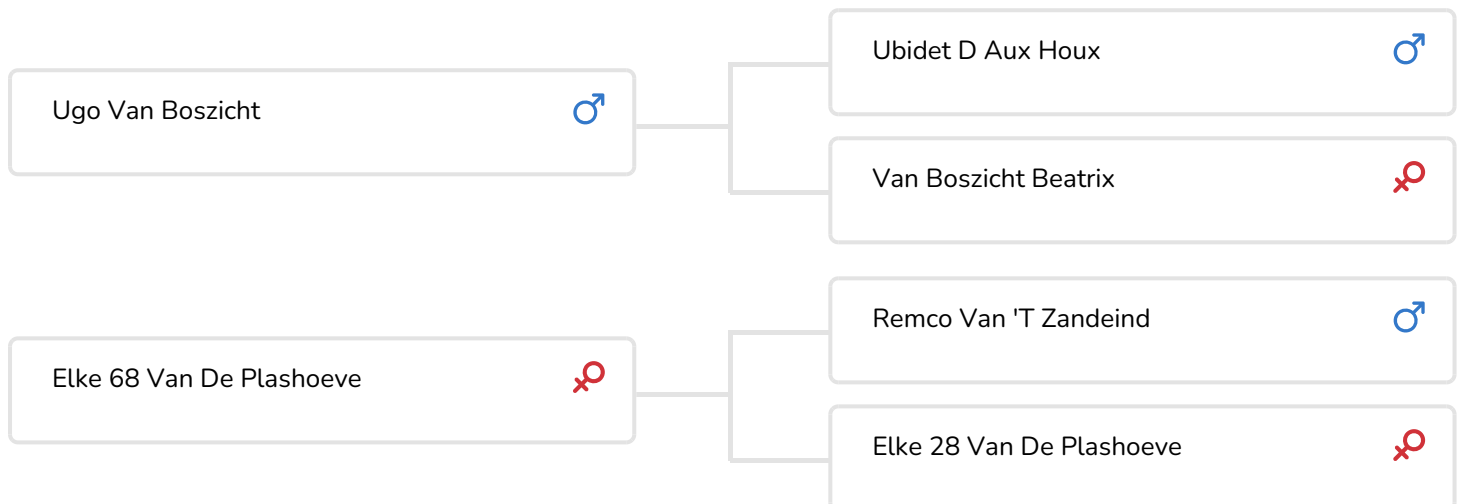 Ubidet D Aux Houx
Ugo Van Boszicht
Van Boszicht Beatrix
Remco Van 'T Zandeind
Elke 68 Van De Plashoeve
Elke 28 Van De Plashoeve